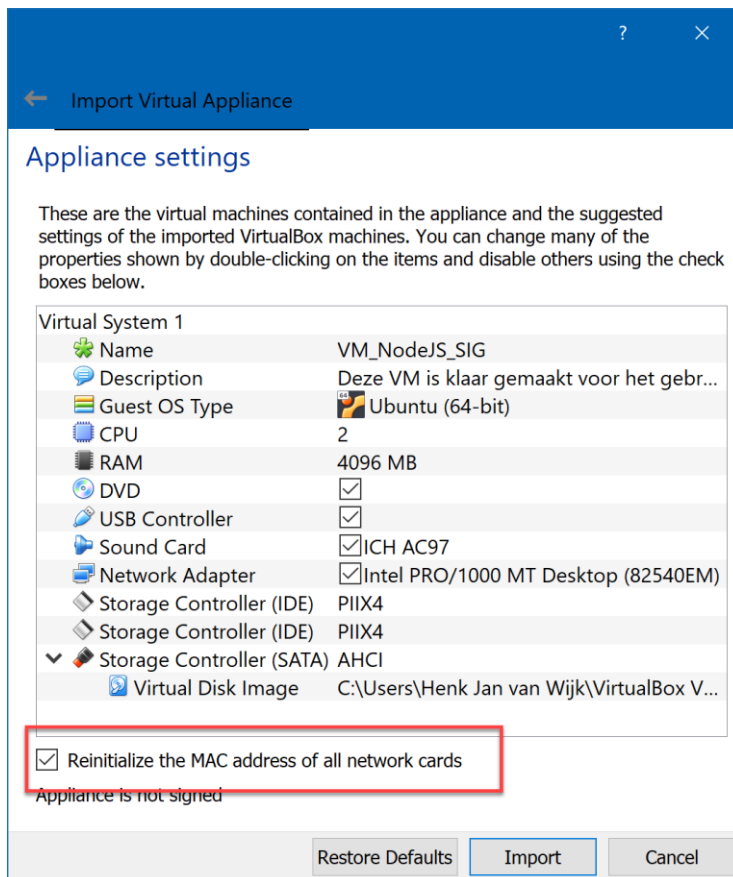 ?
Import Virtual Appliance
Appliance settings
These are the virtual machines contained in the appliance and the suggested
settings of the imported VirtualBox machines. You can change many of the
properties shown by double-clicking on the items and disable others using the check
boxes below.
Virtual System 1
Name VM_NodeJS_SIG
Description Deze VM is klaar gemaakt voor het gebr...
Guest OS Type 64 Ubuntu (64-bit)
CPU 2
RAM 4096 MB
DVD
USB Controller
Sound Card ICH AC97
Network Adapter Intel PRO/1000 MT Desktop (82540EM)
Storage Controller (IDE) PIIX4
Storage Controller (IDE) PIIX4
Storage Controller (SATA) AHCI
Virtual Disk Image C:\Users\Henk Jan van Wijk\VirtualBox V...
Reinitialize the MAC address of all network cards
Appliance is not signed
Restore Defaults Import Cancel